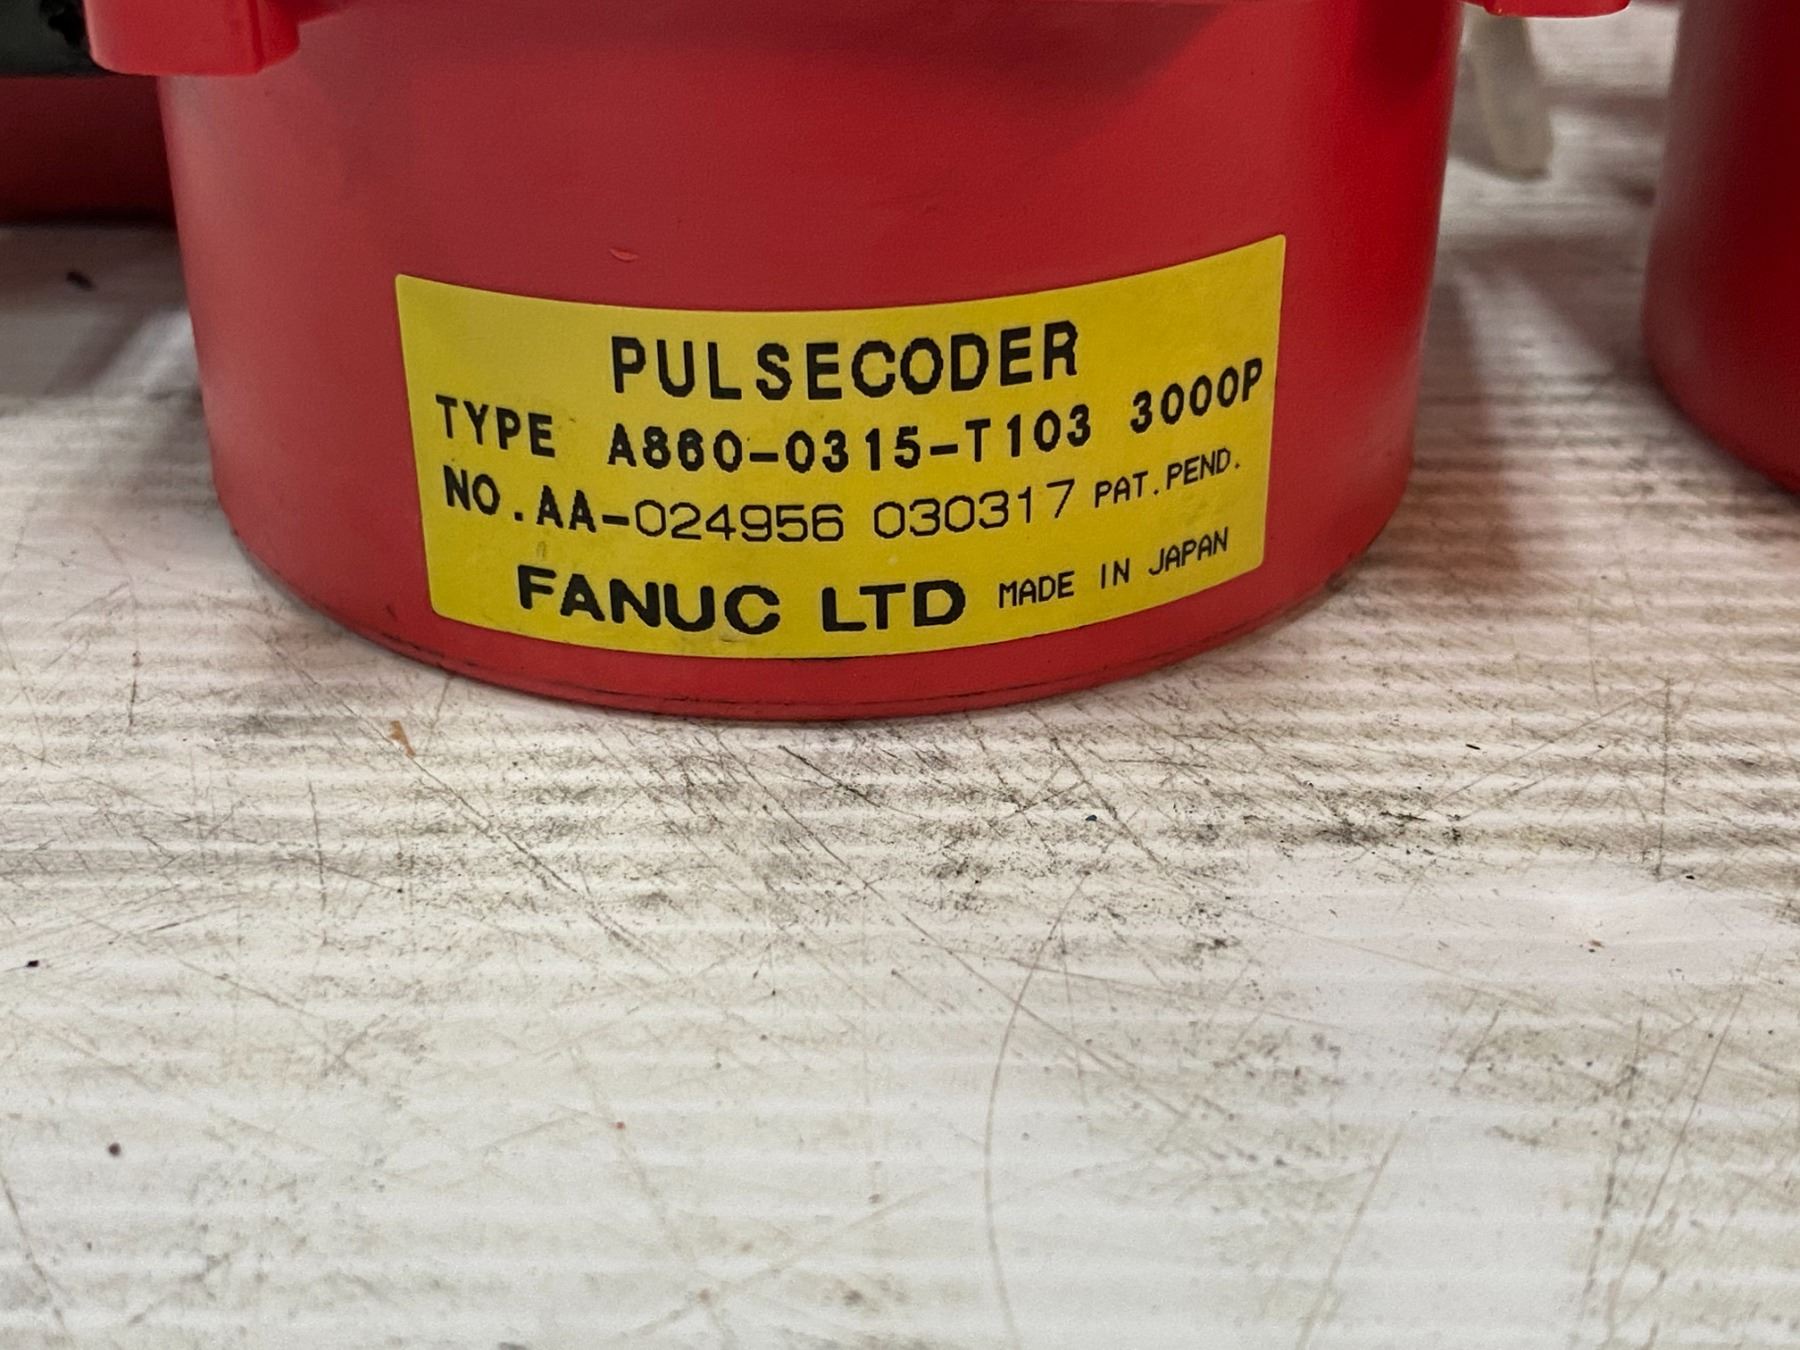 PULSECODER
TYPE A860-0315-T103 3000P
NO.AA-024956 030317 PAT.PEND.
FANUC LTD MADE IN JAPAN